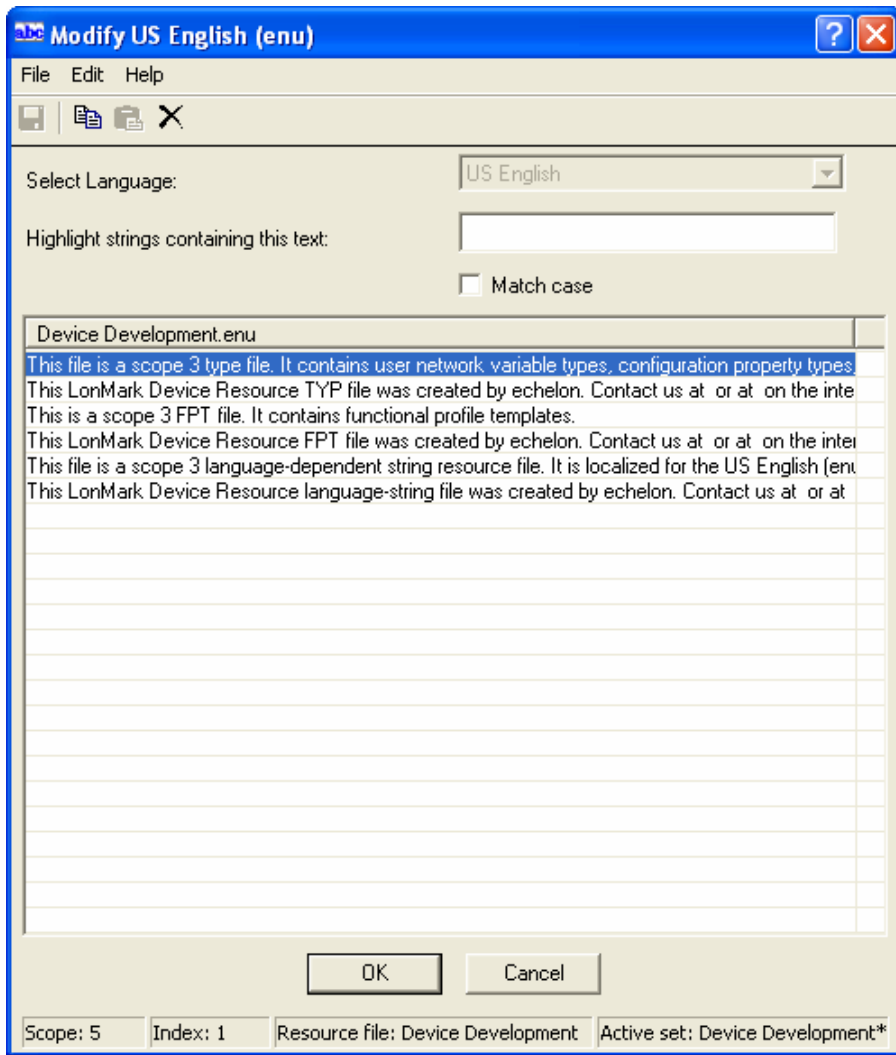 abc Modify US English (enu)
File Edit Help
Select Language: US English
Highlight strings containing this text:
Match case
Device Development.enu
This file is a scope 3 type file. It contains user network variable types, configuration property types,
This LonMark Device Resource TYP file was created by echelon. Contact us at or at on the inte
This is a scope 3 FPT file. It contains functional profile templates.
This LonMark Device Resource FPT file was created by echelon. Contact us at or at on the inter
This file is a scope 3 language-dependent string resource file. It is localized for the US English (enu
This LonMark Device Resource language-string file was created by echelon. Contact us at or at
OK Cancel
Scope: 5 Index: 1 Resource file: Device Development Active set: Device Development*